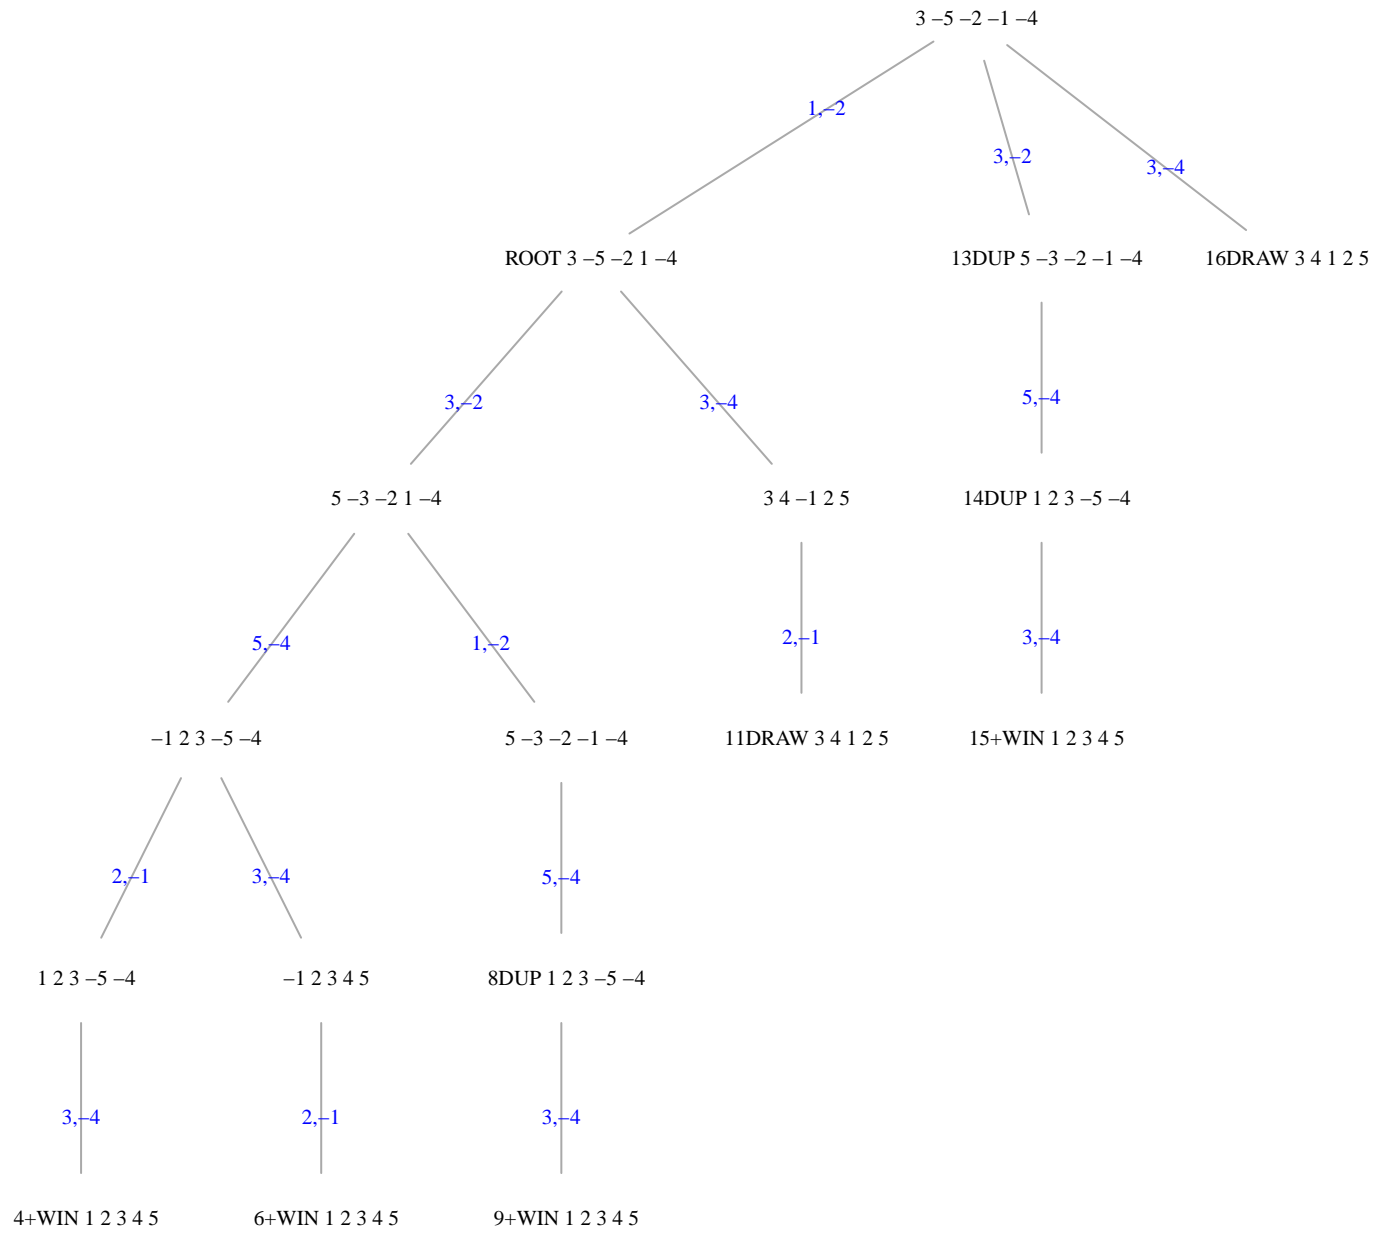 3 –5 –2 –1 –4
1,–2
3,–2
3,–4
ROOT 3 –5 –2 1 –4
13DUP 5 –3 –2 –1 –4
16DRAW 3 4 1 2 5
3,–2
3,–4
5,–4
5 –3 –2 1 –4
3 4 –1 2 5
14DUP 1 2 3 –5 –4
5,–4
1,–2
2,–1
3,–4
–1 2 3 –5 –4
5 –3 –2 –1 –4
11DRAW 3 4 1 2 5
15+WIN 1 2 3 4 5
2,–1
3,–4
5,–4
1 2 3 –5 –4
–1 2 3 4 5
8DUP 1 2 3 –5 –4
3,–4
2,–1
3,–4
4+WIN 1 2 3 4 5
6+WIN 1 2 3 4 5
9+WIN 1 2 3 4 5